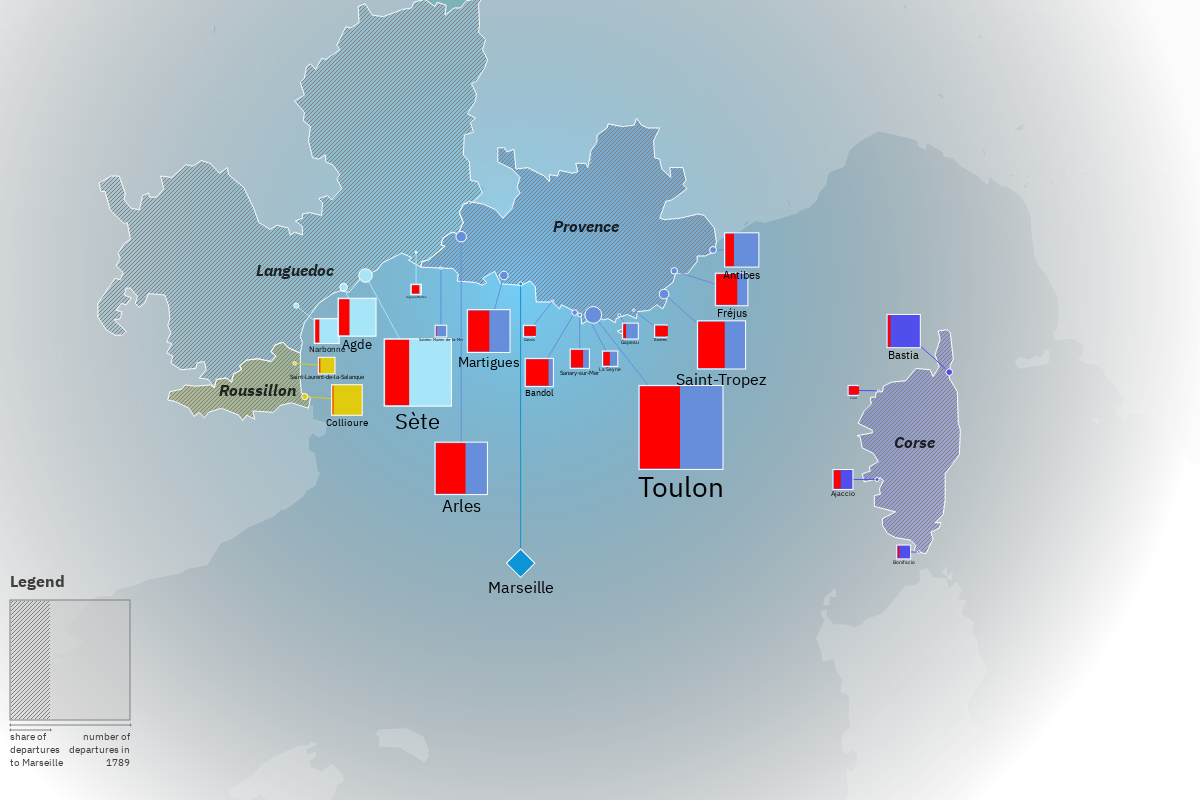 Provence
Languedoc
Antibes
Fréjus
Narbonne
Agde
Martigues
Gapeau
Bastia
Saint-Laurent-de-la-Salanque
Sanary-sur-Mer
La Seyne
Saint-Tropez
Roussillon
Bandol
Collioure
Sète
Corse
Toulon
Ajaccio
Arles
Bonifacio
Marseille
Legend
share of
departures
to Marseille
number of
departures in
1789